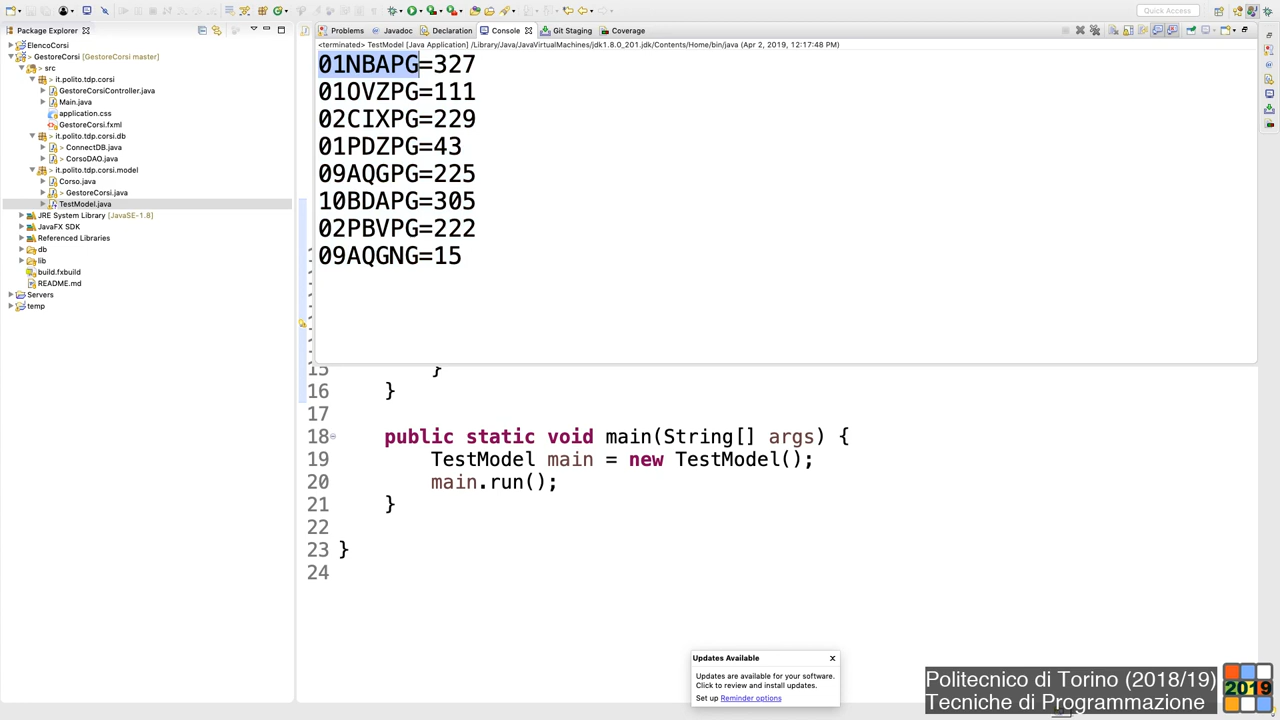 Quick Access
Package Explorer
Problems
Javadoc
Declaration
Console
Git Staging
Coverage
<terminated> TestModel [Java Application] /Library/Java/JavaVirtualMachines/jdk1.8.0_201.jdk/Contents/Home/bin/java (Apr 2, 2019, 12:17:48 PM)
ElencoCorsi
> GestoreCorsi [GestoreCorsi master]
> src
it.polito.tdp.corsi
GestoreCorsiController.java
Main.java
application.css
GestoreCorsi.fxml
> it.polito.tdp.corsi.db
> ConnectDB.java
> CorsoDAO.java
> it.polito.tdp.corsi.model
Corso.java
> GestoreCorsi.java
TestModel.java
JRE System Library [JavaSE-1.8]
JavaFX SDK
Referenced Libraries
db
lib
build.fxbuild
README.md
Servers
temp
01NBAPG=327
01OVZPG=111
02CIXPG=229
01PDZPG=43
09AQGPG=225
10BDAPG=305
02PBVPG=222
09AQGNG=15
15 }
16 }
17
18 public static void main(String[] args) {
19 TestModel main = new TestModel();
20 main.run();
21 }
22
23 }
24
Updates Available
Updates are available for your software.
Click to review and install updates.
Set up Reminder options
Politecnico di Torino (2018/19)
Tecniche di Programmazione
2019